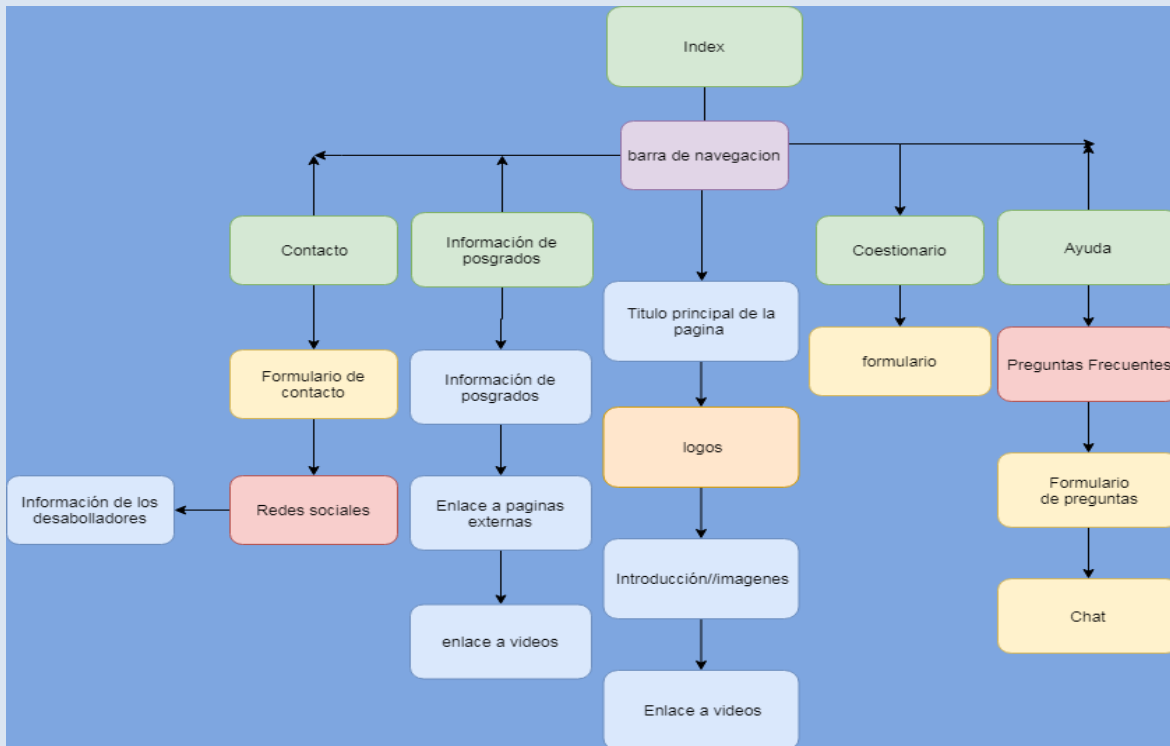 Index
barra de navegacion
Contacto
Información de
posgrados
Coestionario
Ayuda
Titulo principal de la
pagina
Formulario de
contacto
Información de
posgrados
formulario
Preguntas Frecuentes
logos
Información de los
desabolladores
Redes sociales
Enlace a paginas
externas
Formulario
de preguntas
Introducción//imagenes
enlace a videos
Chat
Enlace a videos